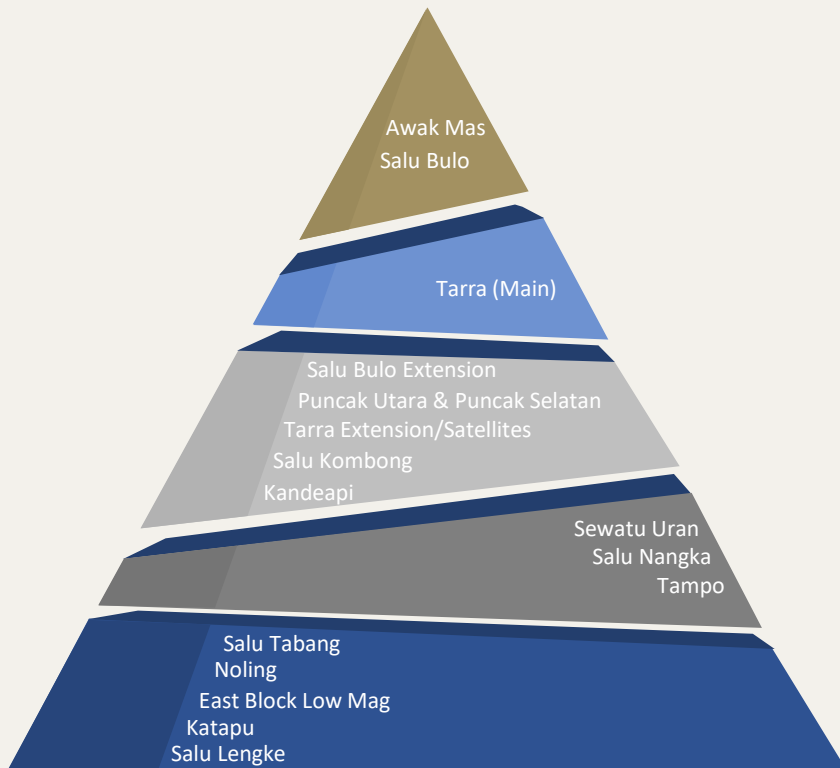 Awak Mas
Salu Bulo
Tarra (Main)
Salu Bulo Extension
Puncak Utara & Puncak Selatan
Tarra Extension/Satellites
Salu Kombong
Kandeapi
Sewatu Uran
Salu Nangka
Tampo
Salu Tabang
Noling
East Block Low Mag
Katapu
Salu Lengke